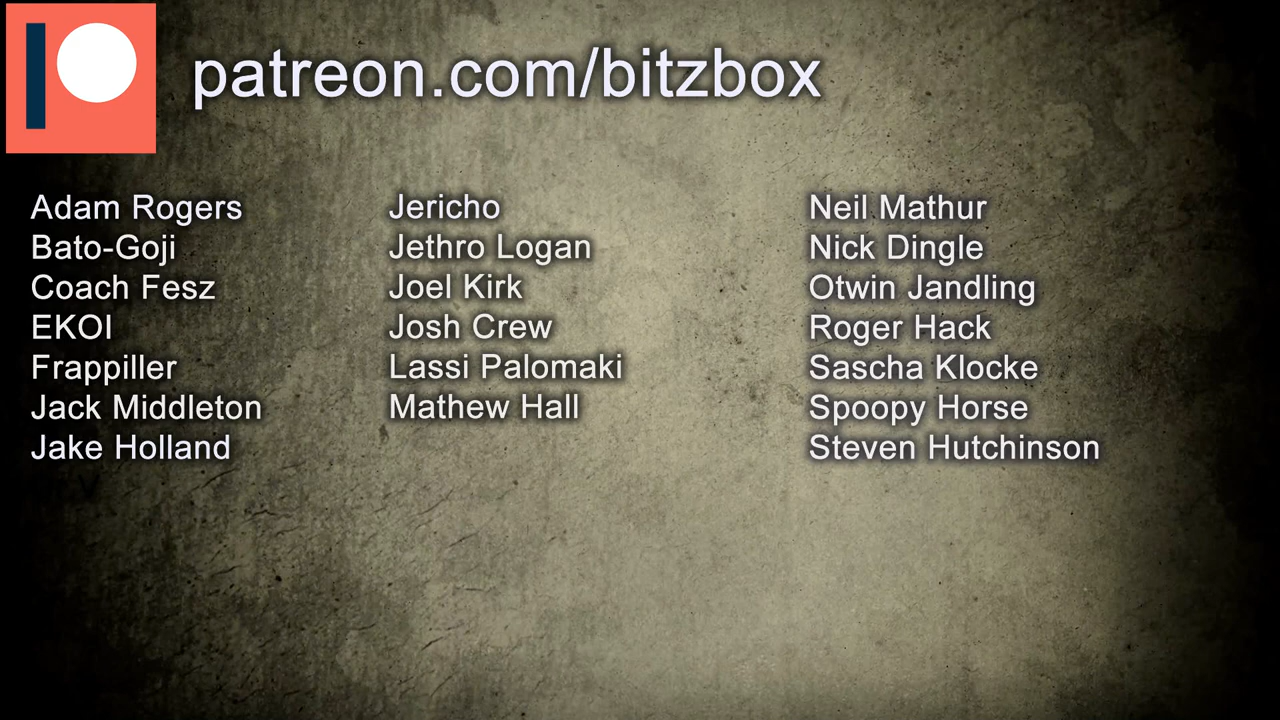 patreon.com/bitzbox
Adam Rogers
Bato-Goji
Coach Fesz
EKOI
Frappiller
Jack Middleton
Jake Holland
Jericho
Jethro Logan
Joel Kirk
Josh Crew
Lassi Palomaki
Mathew Hall
Neil Mathur
Nick Dingle
Otwin Jandling
Roger Hack
Sascha Klocke
Spoopy Horse
Steven Hutchinson